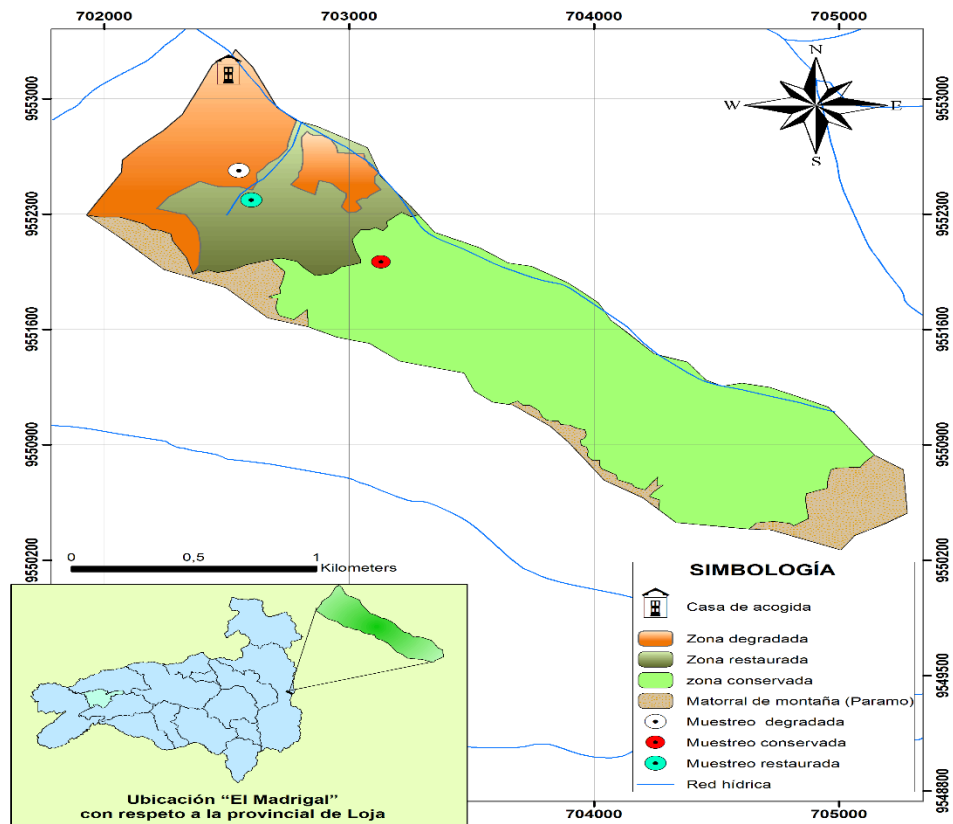 702000 703000 704000 705000
N
W E
S
9553000 9553000
9552300 9552300
9551600 9551600
9550900 9550900
9550200 9550200
9549500
9548800
0 0,5 1
Kilometers
SIMBOLOGÍA
Casa de acogida
Zona degradada
Zona restaurada
zona conservada
Matorral de montaña (Paramo)
Muestreo degradada
Muestreo conservada
Muestreo restaurada
Red hídrica
Ubicación “El Madrigal”
con respeto a la provincial de Loja
704000 705000